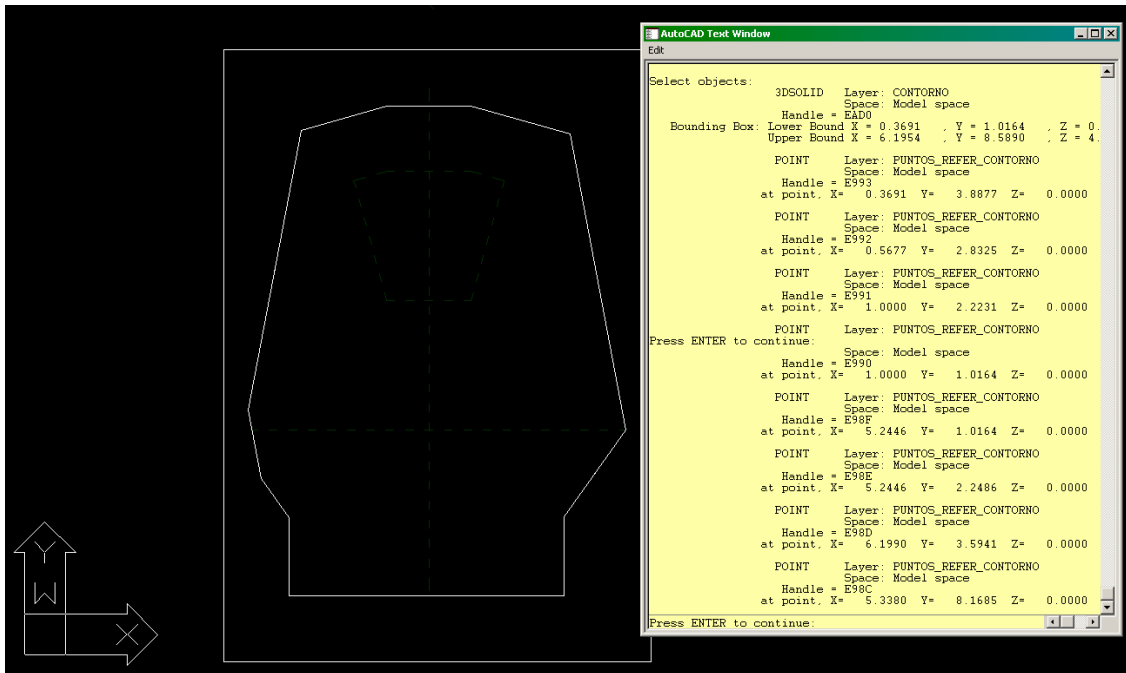 AutoCAD Text Window
Edit
Select objects:
3DSOLID Layer: CONTORNO
Space: Model space
Handle = EAD0
Bounding Box: Lower Bound X = 0.3691 , Y = 1.0164 , Z = 0.
Upper Bound X = 6.1954 , Y = 8.5890 , Z = 4.
POINT Layer: PUNTOS_REFER_CONTORNO
Space: Model space
Handle = E993
at point, X= 0.3691 Y= 3.8877 Z= 0.0000
POINT Layer: PUNTOS_REFER_CONTORNO
Space: Model space
Handle = E992
at point, X= 0.5677 Y= 2.8325 Z= 0.0000
POINT Layer: PUNTOS_REFER_CONTORNO
Space: Model space
Handle = E991
at point, X= 1.0000 Y= 2.2231 Z= 0.0000
POINT Layer: PUNTOS_REFER_CONTORNO
Press ENTER to continue:
Space: Model space
Handle = E990
at point, X= 1.0000 Y= 1.0164 Z= 0.0000
POINT Layer: PUNTOS_REFER_CONTORNO
Space: Model space
Handle = E98F
at point, X= 5.2446 Y= 1.0164 Z= 0.0000
POINT Layer: PUNTOS_REFER_CONTORNO
Space: Model space
Handle = E98E
at point, X= 5.2446 Y= 2.2486 Z= 0.0000
POINT Layer: PUNTOS_REFER_CONTORNO
Space: Model space
Handle = E98D
at point, X= 6.1990 Y= 3.5941 Z= 0.0000
POINT Layer: PUNTOS_REFER_CONTORNO
Space: Model space
Handle = E98C
at point, X= 5.3380 Y= 8.1685 Z= 0.0000
Press ENTER to continue:
Y
W
X